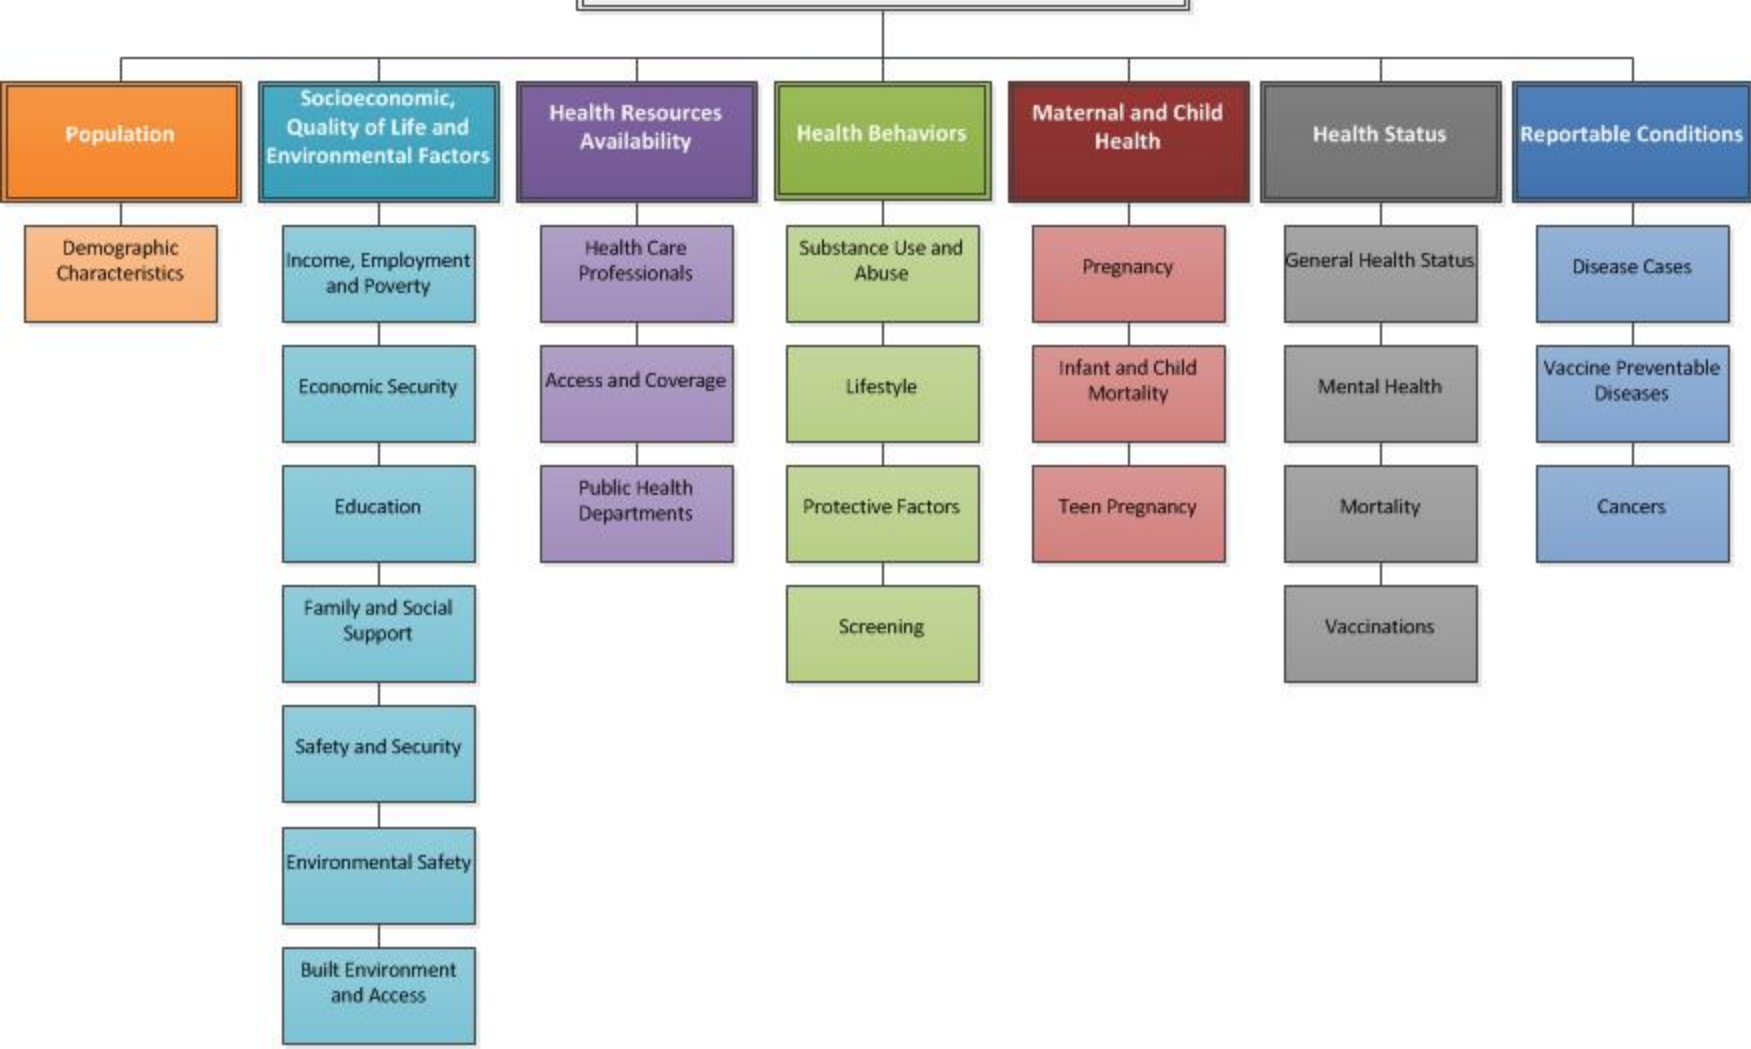 Population
Socioeconomic,
Quality of Life and
Environmental Factors
Health Resources
Availability
Health Behaviors
Maternal and Child
Health
Health Status
Reportable Conditions
Demographic
Characteristics
Income, Employment
and Poverty
Economic Security
Education
Family and Social
Support
Safety and Security
Environmental Safety
Built Environment
and Access
Health Care
Professionals
Access and Coverage
Public Health
Departments
Substance Use and
Abuse
Lifestyle
Protective Factors
Screening
Pregnancy
Infant and Child
Mortality
Teen Pregnancy
General Health Status
Mental Health
Mortality
Vaccinations
Disease Cases
Vaccine Preventable
Diseases
Cancers